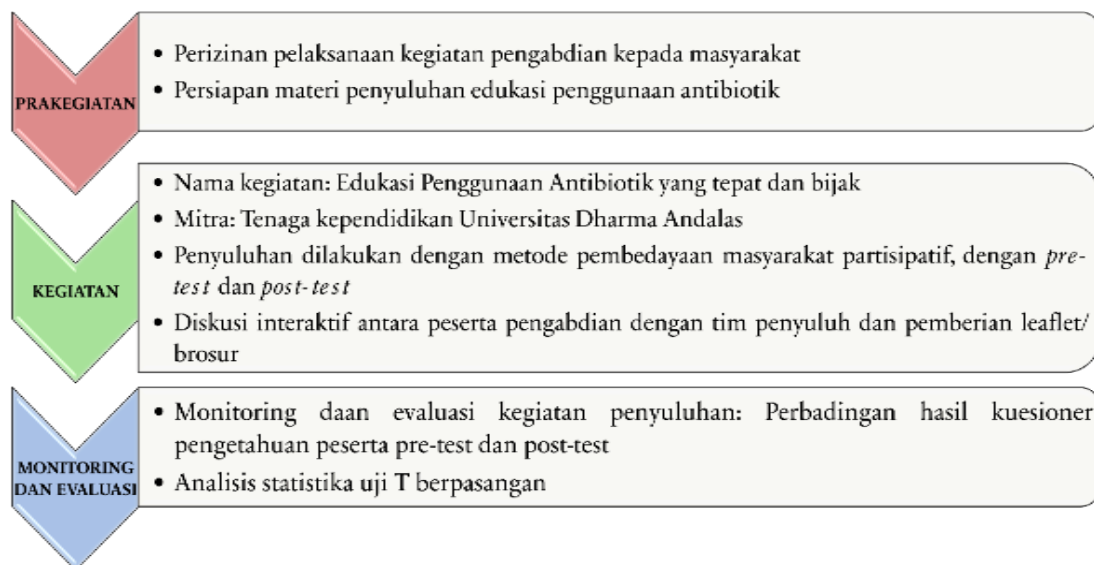 PRAKEGIATAN
• Perizinan pelaksanaan kegiatan pengabdian kepada masyarakat
• Persiapan materi penyuluhan edukasi penggunaan antibiotik
KEGIATAN
• Nama kegiatan: Edukasi Penggunaan Antibiotik yang tepat dan bijak
• Mitra: Tenaga kependidikan Universitas Dharma Andalas
• Penyuluhan dilakukan dengan metode pembedayaan masyarakat partisipatif, dengan pre-
test dan post-test
• Diskusi interaktif antara peserta pengabdian dengan tim penyuluh dan pemberian leaflet/
brosur
MONITORING
DAN EVALUASI
• Monitoring daan evaluasi kegiatan penyuluhan: Perbadingan hasil kuesioner
pengetahuan peserta pre-test dan post-test
• Analisis statistika uji T berpasangan